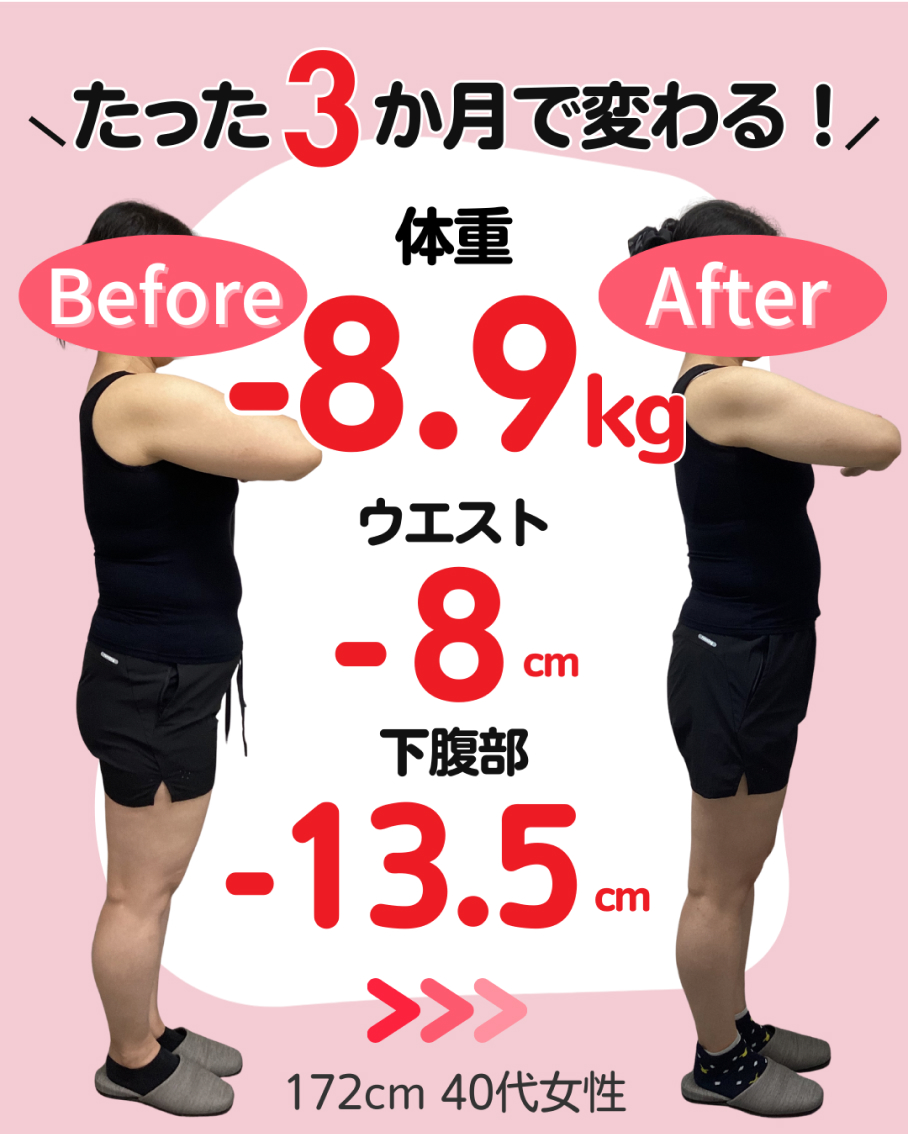 たった3か月で変わる!
Before
After
体重
-8.9kg
ウエスト
-8cm
下腹部
-13.5cm
172cm 40代女性